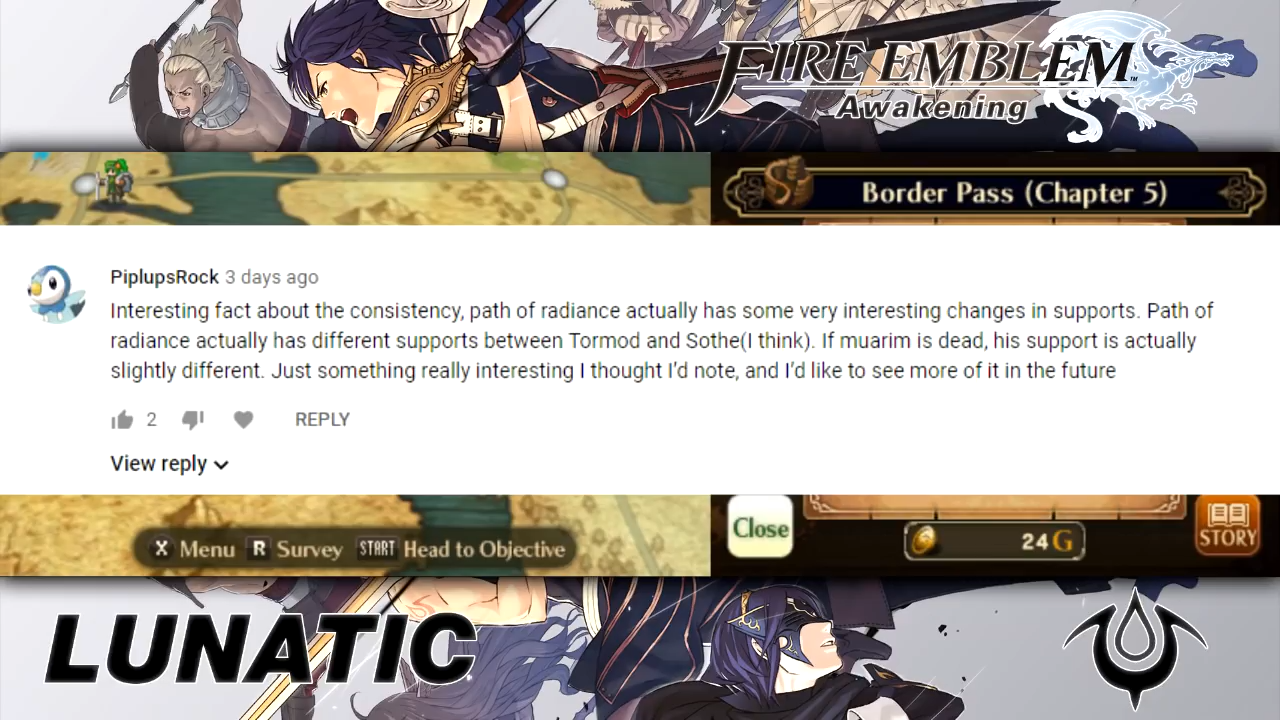 FIRE EMBLEM
Awakening
Border Pass (Chapter 5)
PiplupsRock 3 days ago
Interesting fact about the consistency, path of radiance actually has some very interesting changes in supports. Path of
radiance actually has different supports between Tormod and Sothe(I think). If muarim is dead, his support is actually
slightly different. Just something really interesting I thought I'd note, and I'd like to see more of it in the future
2 REPLY
View reply
X Menu R Survey START Head to Objective
Close
24G
STORY
LUNATIC